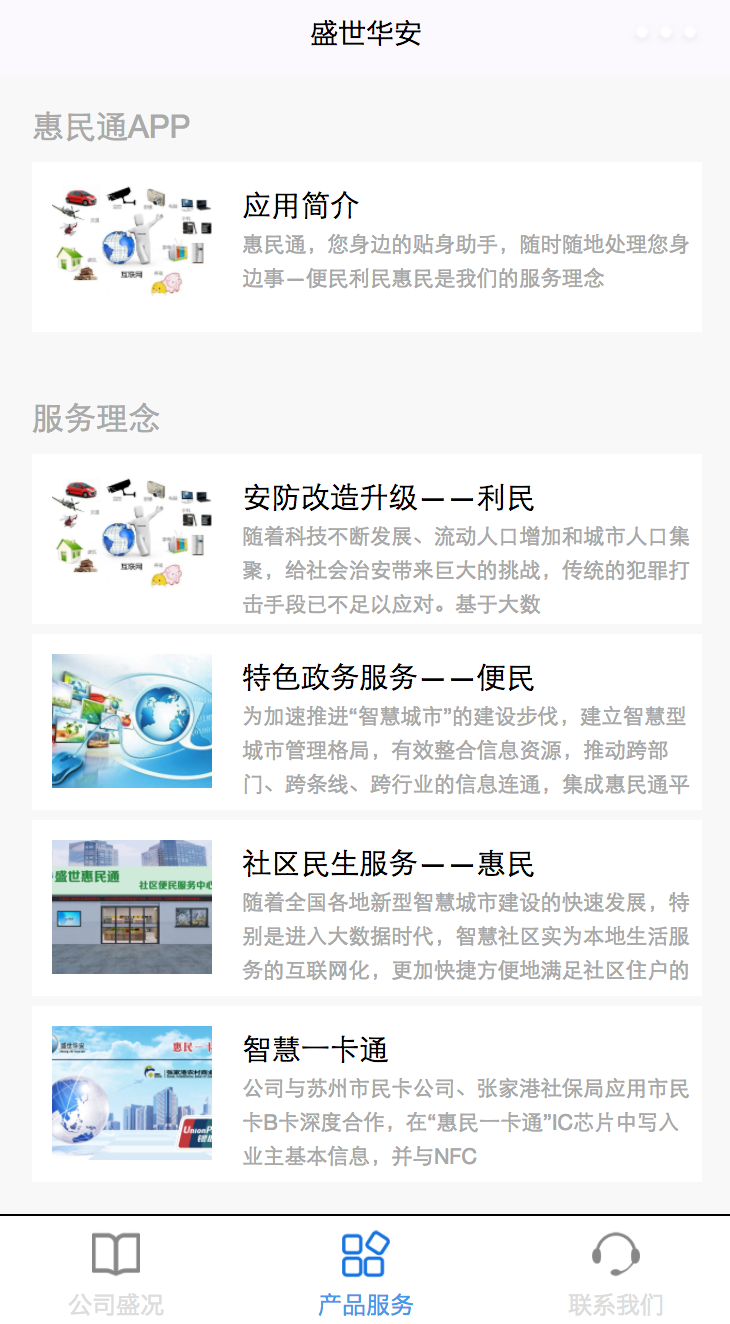 盛世华安
惠民通APP
互联网
应用简介
惠民通，您身边的贴身助手，随时随地处理您身
边事—便民利民惠民是我们的服务理念
服务理念
互联网
安防改造升级——利民
随着科技不断发展、流动人口增加和城市人口集
聚，给社会治安带来巨大的挑战，传统的犯罪打
击手段已不足以应对。基于大数
特色政务服务——便民
为加速推进“智慧城市”的建设步伐，建立智慧型
城市管理格局，有效整合信息资源，推动跨部
门、跨条线、跨行业的信息连通，集成惠民通平
盛世惠民通
社区便民服务中心
社区民生服务——惠民
随着全国各地新型智慧城市建设的快速发展，特
别是进入大数据时代，智慧社区实为本地生活服
务的互联网化，更加快捷方便地满足社区住户的
盛世华安
惠民一卡
张家港农村商业
UnionP
银联
智慧一卡通
公司与苏州市民卡公司、张家港社保局应用市民
卡B卡深度合作，在“惠民一卡通”IC芯片中写入
业主基本信息，并与NFC
公司盛况
产品服务
联系我们